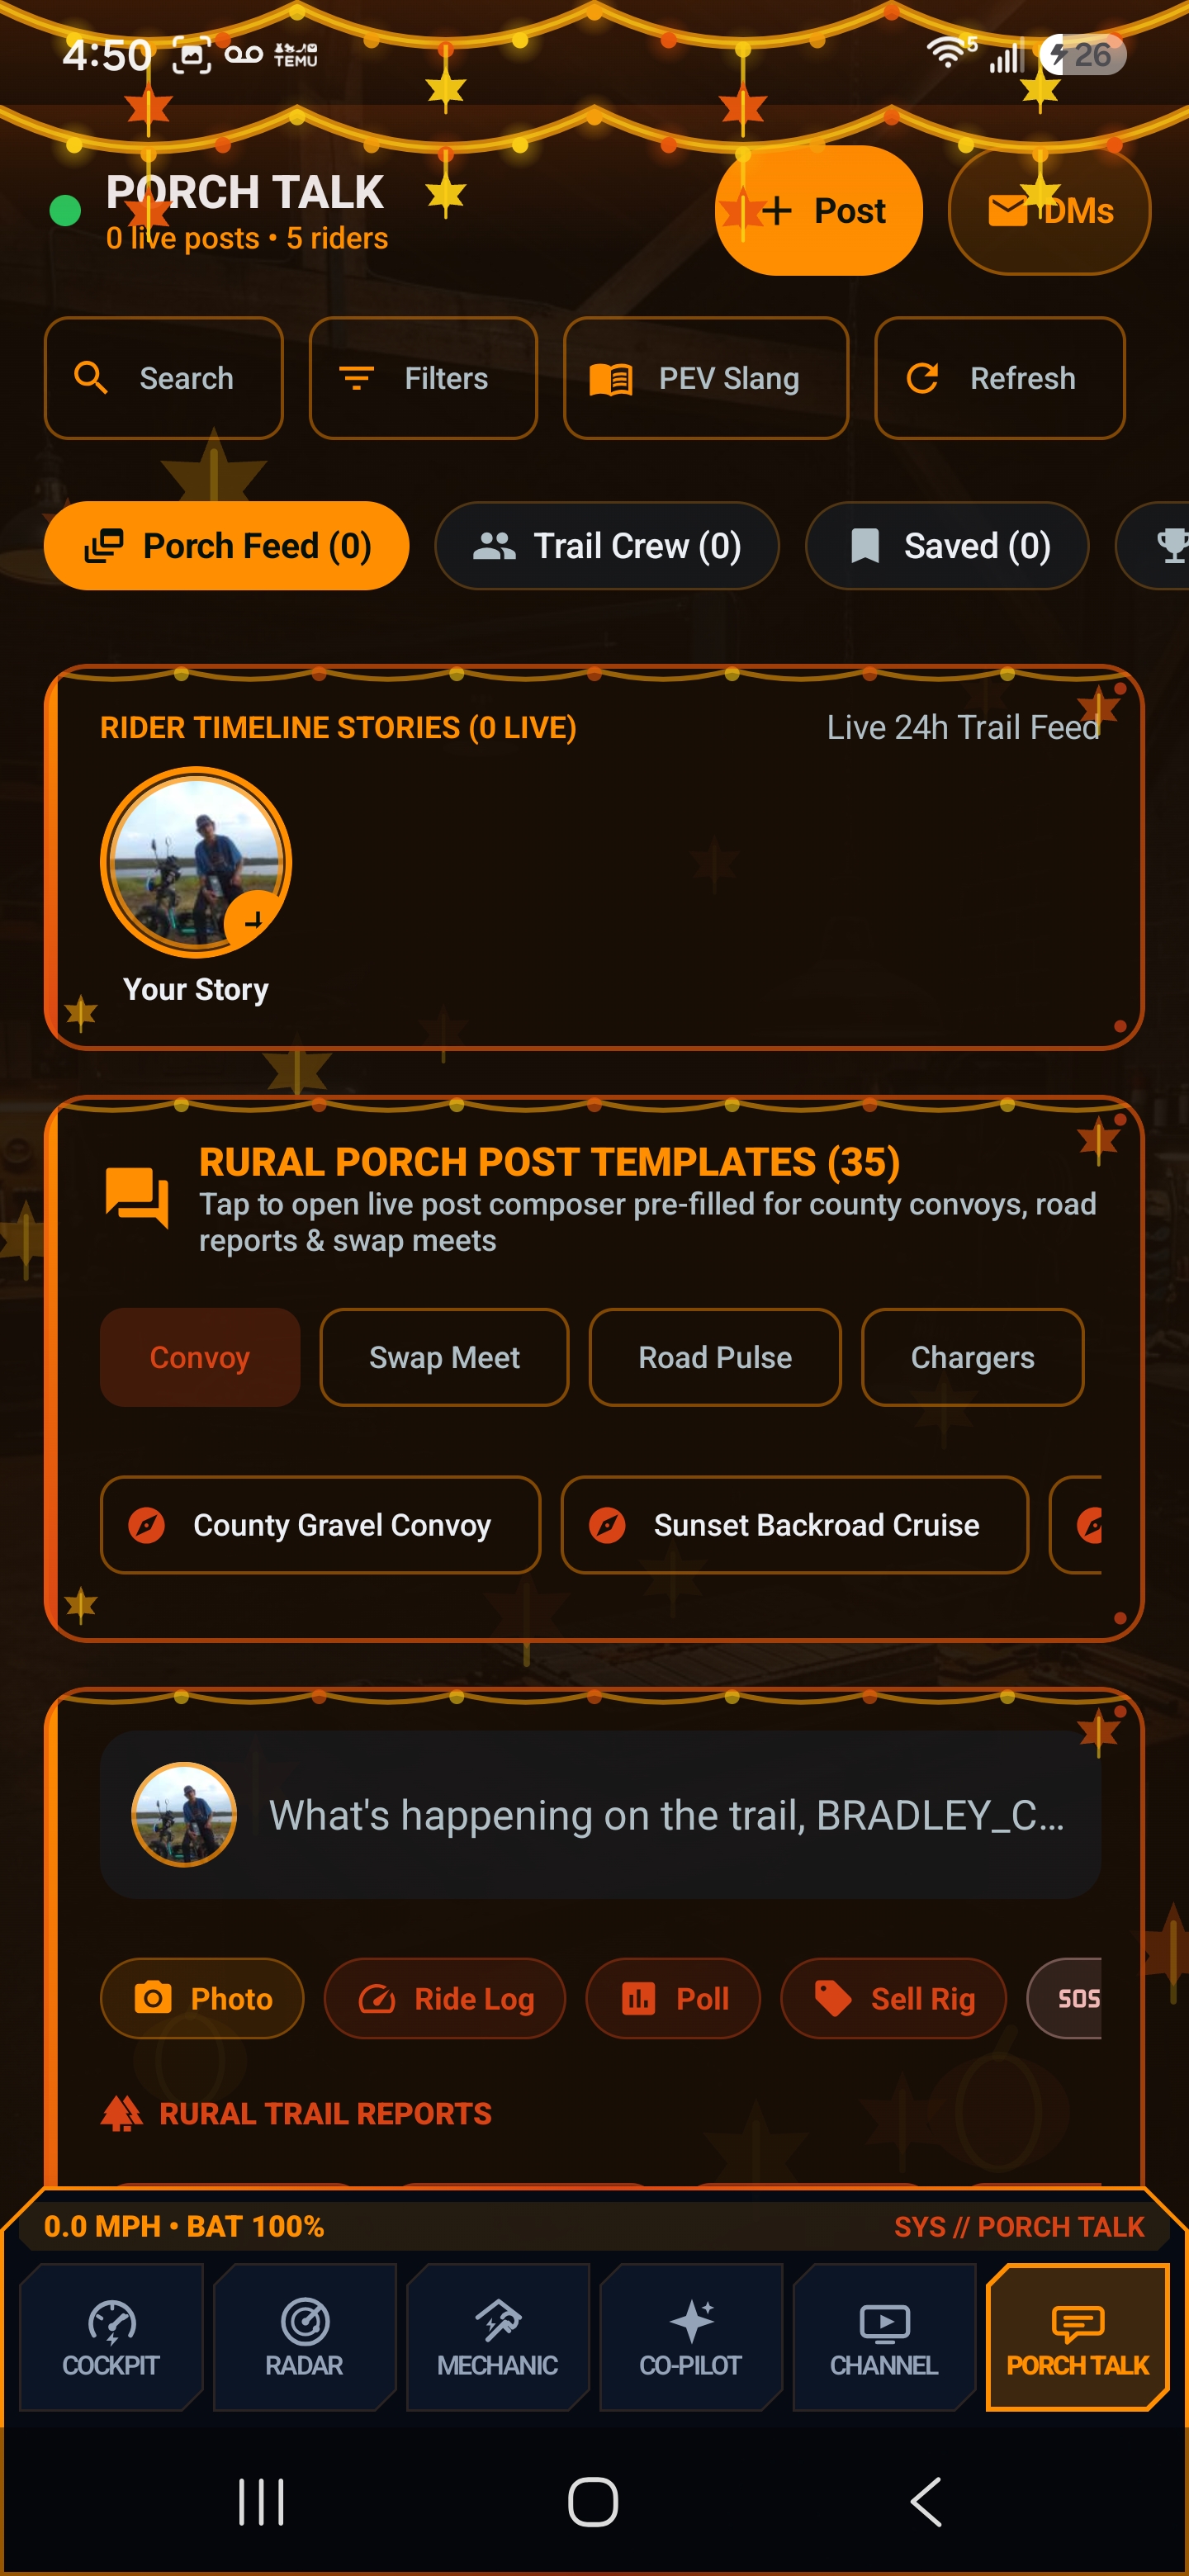 4:50 TEMU 5 26
PORCH TALK
0 live posts • 5 riders
+ Post
DMs
Search
Filters
PEV Slang
Refresh
Porch Feed (0)
Trail Crew (0)
Saved (0)
RIDER TIMELINE STORIES (0 LIVE)
Live 24h Trail Feed
Your Story
RURAL PORCH POST TEMPLATES (35)
Tap to open live post composer pre-filled for county convoys, road
reports & swap meets
Convoy
Swap Meet
Road Pulse
Chargers
County Gravel Convoy
Sunset Backroad Cruise
What's happening on the trail, BRADLEY_C...
Photo
Ride Log
Poll
Sell Rig
SOS
RURAL TRAIL REPORTS
0.0 MPH • BAT 100%
SYS // PORCH TALK
COCKPIT
RADAR
MECHANIC
CO-PILOT
CHANNEL
PORCH TALK